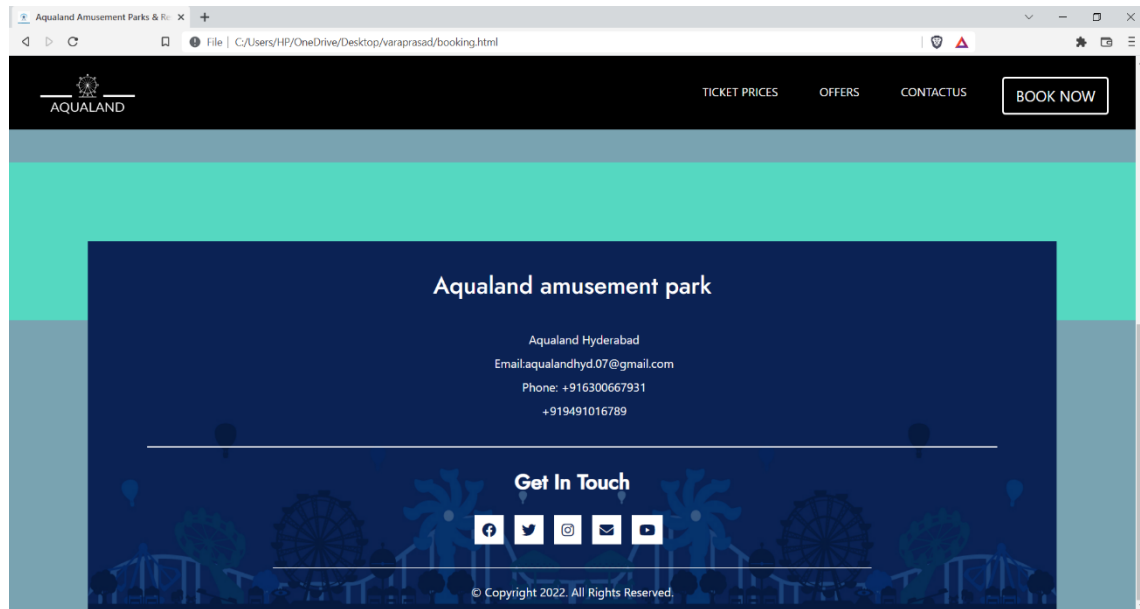 Aqualand Amusement Parks & Re
File | C:/Users/HP/OneDrive/Desktop/varaprasad/booking.html
AQUALAND
TICKET PRICES
OFFERS
CONTACTUS
BOOK NOW
Aqualand amusement park
Aqualand Hyderabad
Email:aqualandhyd.07@gmail.com
Phone: +916300667931
+919491016789
Get In Touch
© Copyright 2022. All Rights Reserved.